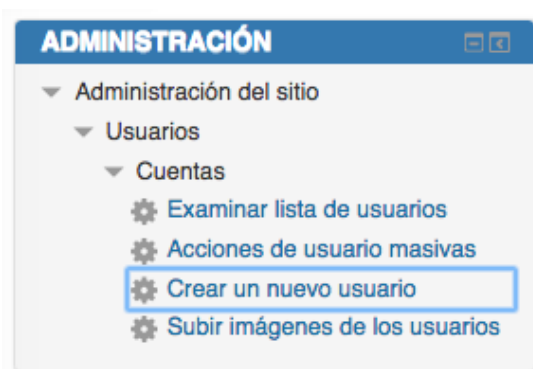 ADMINISTRACIÓN
Administración del sitio
Usuarios
Cuentas
Examinar lista de usuarios
Acciones de usuario masivas
Crear un nuevo usuario
Subir imágenes de los usuarios